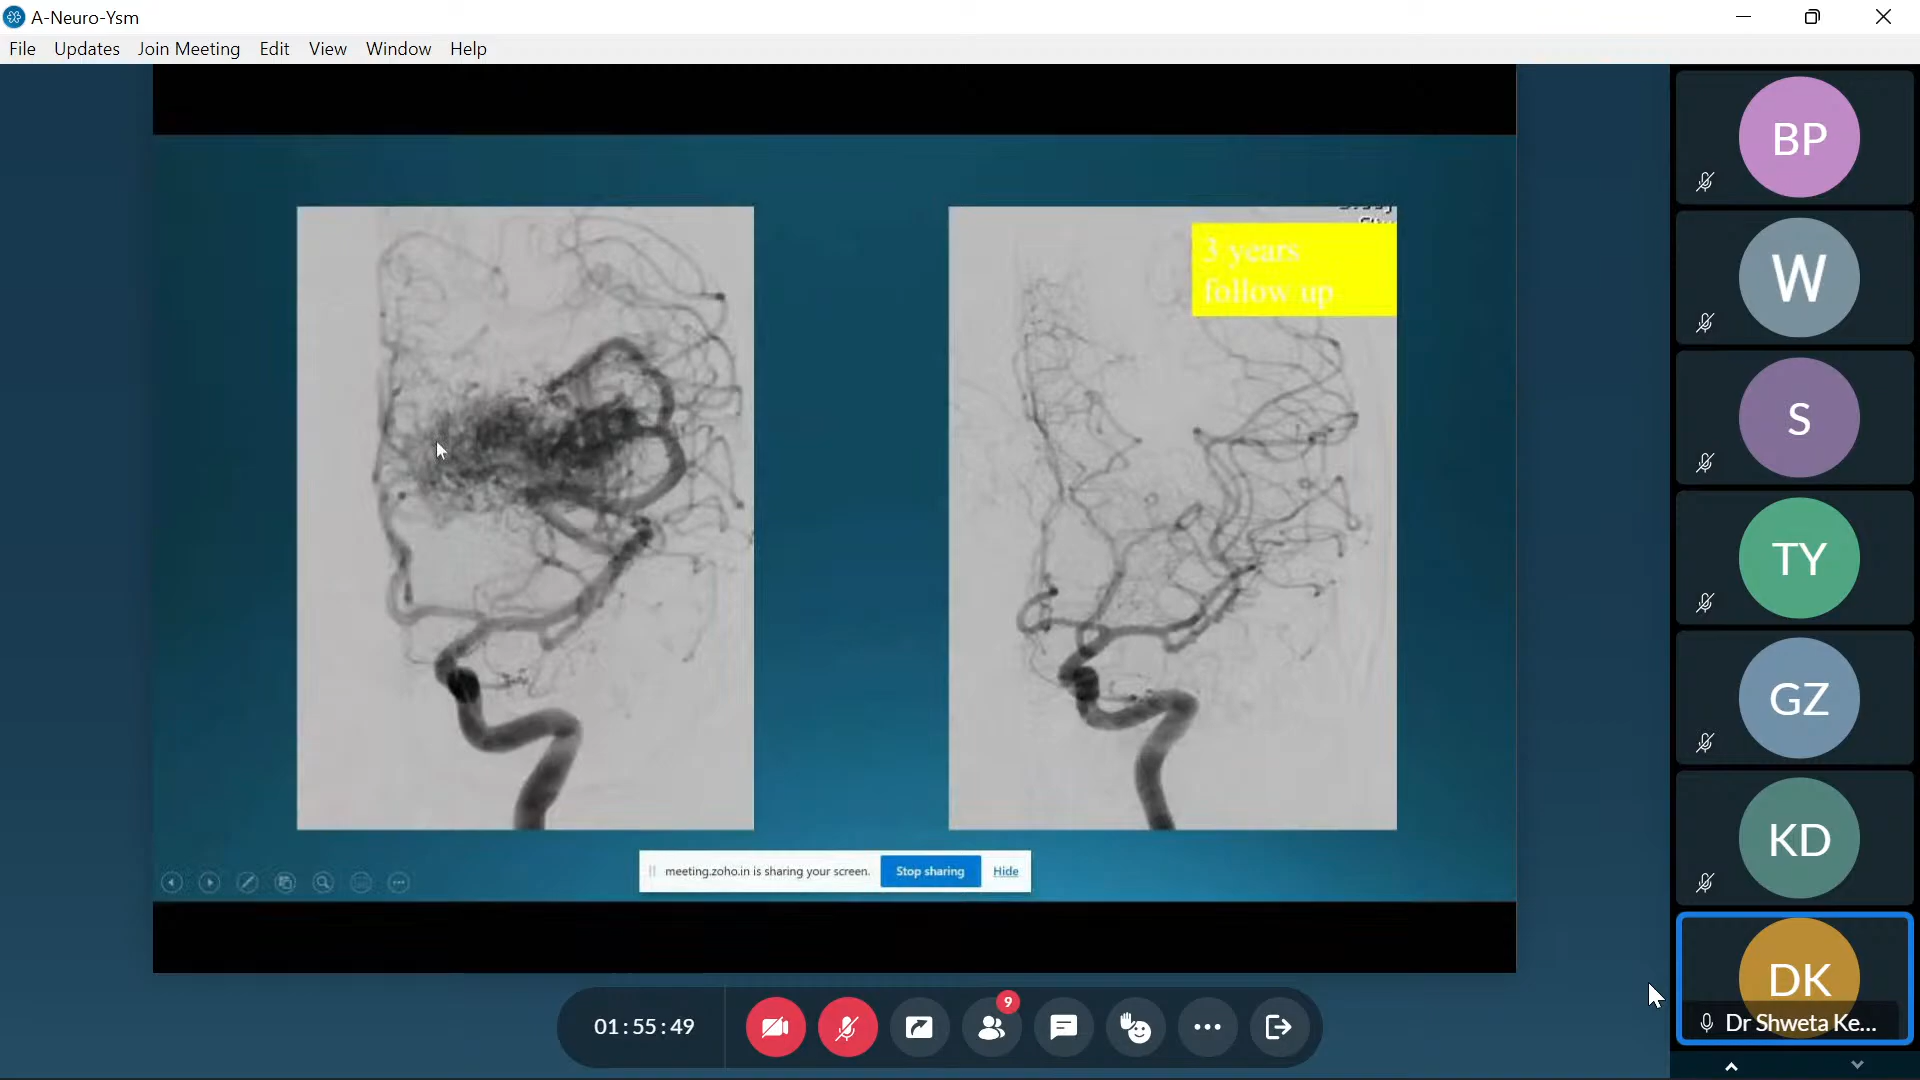 A-Neuro-Ysm
File Updates Join Meeting Edit View Window Help
3 years
follow up
meeting.zoho.in is sharing your screen. Stop sharing Hide
01:55:49
9
BP
W
S
TY
GZ
KD
DK
Dr Shweta Ke...